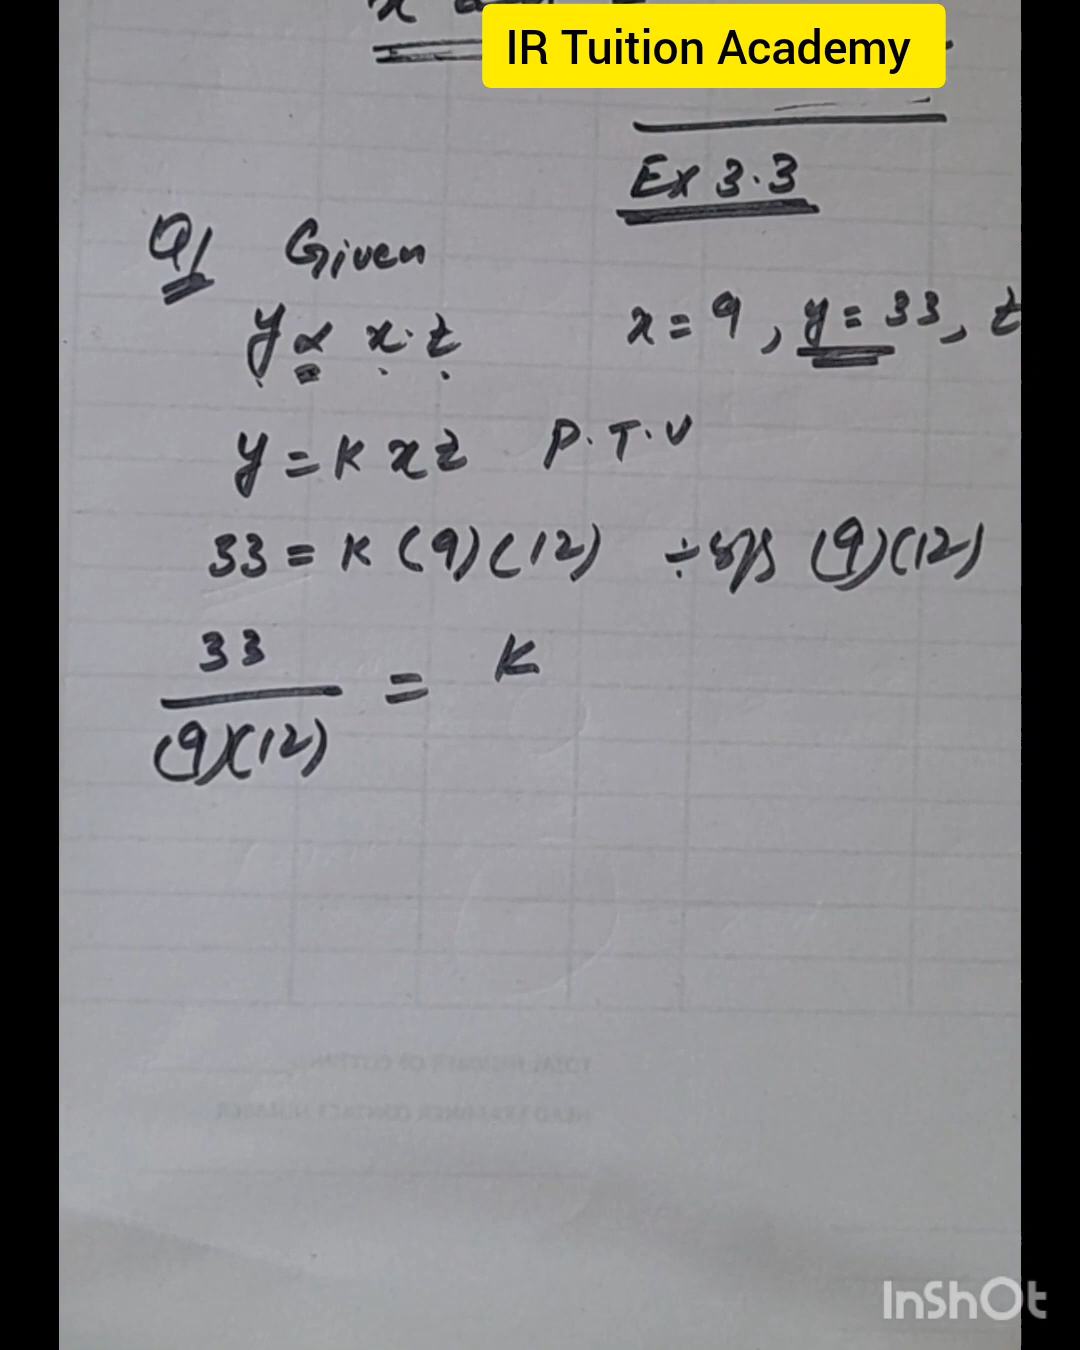 IR Tuition Academy
Ex 3.3
Q1 Given
y ∝ x.z x = 9, y = 33, z
y = K x z P.T.V
33 = K (9)(12) ÷ B/S (9)(12)
33
(9)(12) = K
InShOt